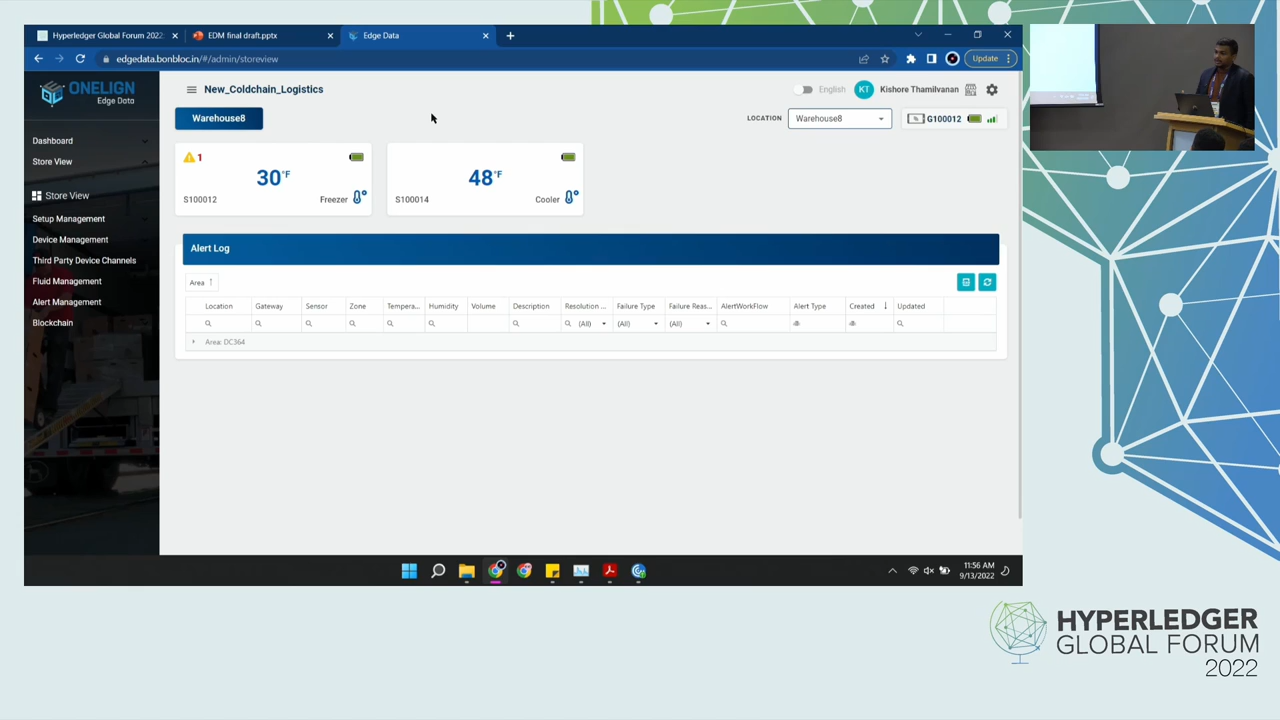 Hyperledger Global Forum 2022:
EDM final draft.pptx
Edge Data
edgedata.bonbloc.in/#/admin/storeview
Update
ONELIGN
Edge Data
New_Coldchain_Logistics
English
KT
Kishore Thamilvanan
Warehouse8
LOCATION
Warehouse8
G100012
Dashboard
Store View
Store View
Setup Management
Device Management
Third Party Device Channels
Fluid Management
Alert Management
Blockchain
1
30°F
S100012
Freezer
48°F
S100014
Cooler
Alert Log
Area ↑
Location Gateway Sensor Zone Tempera... Humidity Volume Description Resolution ... Failure Type Failure Reas... AlertWorkFlow Alert Type Created ↓ Updated
(All) (All) (All)
Area: DC364
11:56 AM
9/13/2022
HYPERLEDGER
GLOBAL FORUM
2022